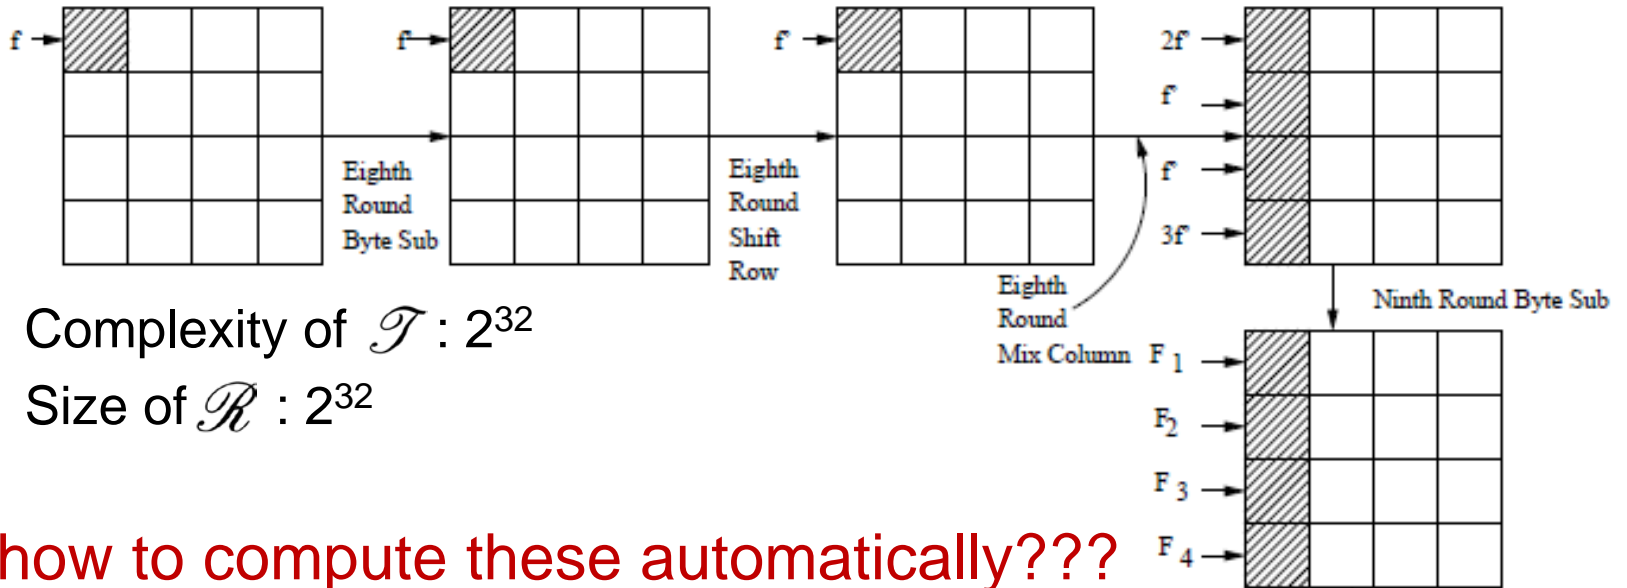 f
f'
f'
2f'
f'
f'
3f'
Eighth
Round
Byte Sub
Eighth
Round
Shift
Row
Eighth
Round
Mix Column
Ninth Round Byte Sub
Complexity of 𝒯 : 2³²
Size of ℛ : 2³²
F 1
F2
F 3
F 4
how to compute these automatically???